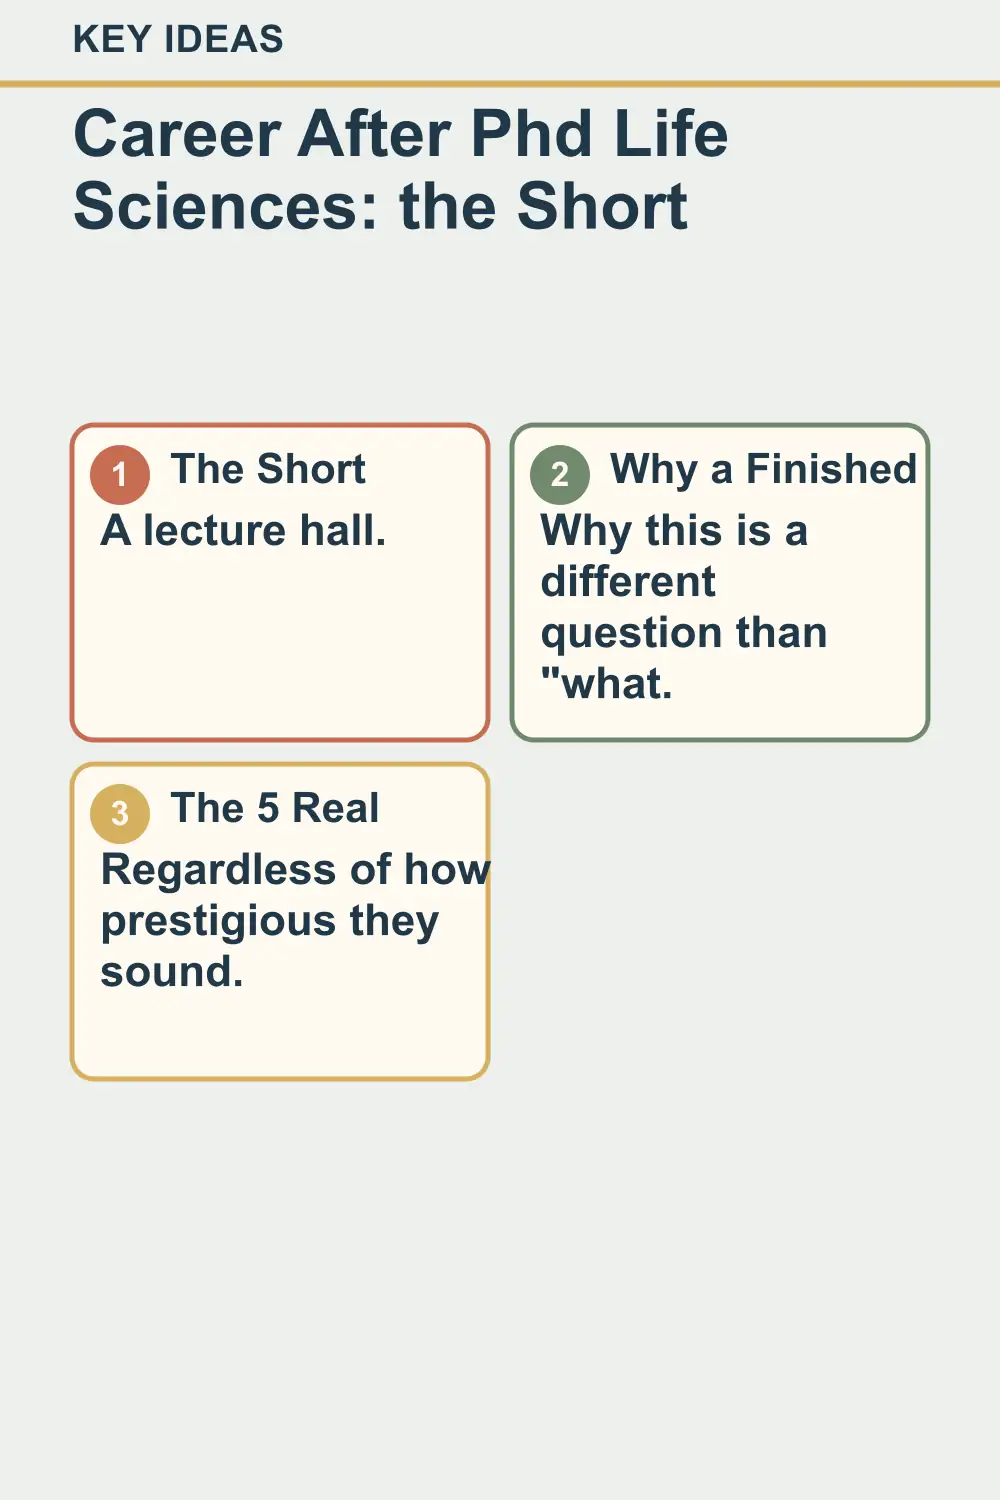 KEY IDEAS
Career After Phd Life
Sciences: the Short
1 The Short
A lecture hall.
2 Why a Finished
Why this is a
different
question than
"what.
3 The 5 Real
Regardless of how
prestigious they
sound.